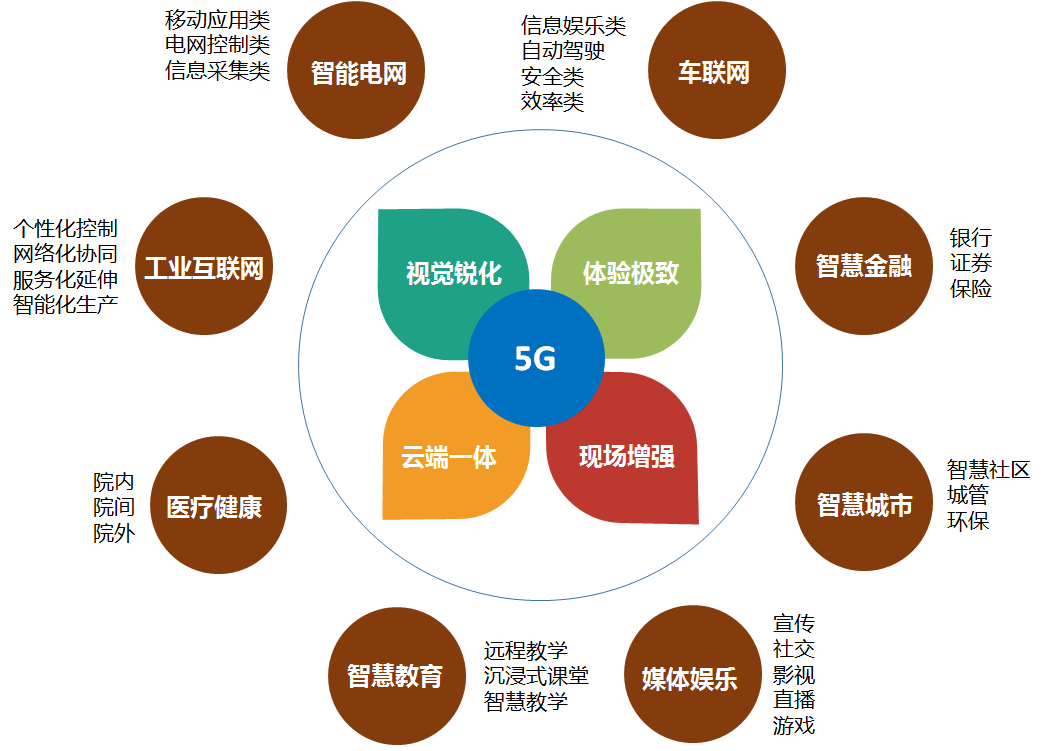 移动应用类
电网控制类
信息采集类
智能电网
信息娱乐类
自动驾驶
安全类
效率类
车联网
个性化控制
网络化协同
服务化延伸
智能化生产
工业互联网
视觉锐化
体验极致
智慧金融
银行
证券
保险
5G
云端一体
现场增强
院内
院间
院外
医疗健康
智慧城市
智慧社区
城管
环保
智慧教育
远程教学
沉浸式课堂
智慧教学
媒体娱乐
宣传
社交
影视
直播
游戏